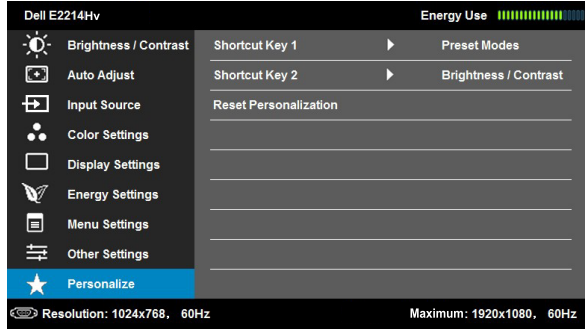 Dell E2214Hv Energy Use
Brightness / Contrast Shortcut Key 1 Preset Modes
Auto Adjust Shortcut Key 2 Brightness / Contrast
Input Source Reset Personalization
Color Settings
Display Settings
Energy Settings
Menu Settings
Other Settings
Personalize
Resolution: 1024x768, 60Hz Maximum: 1920x1080, 60Hz